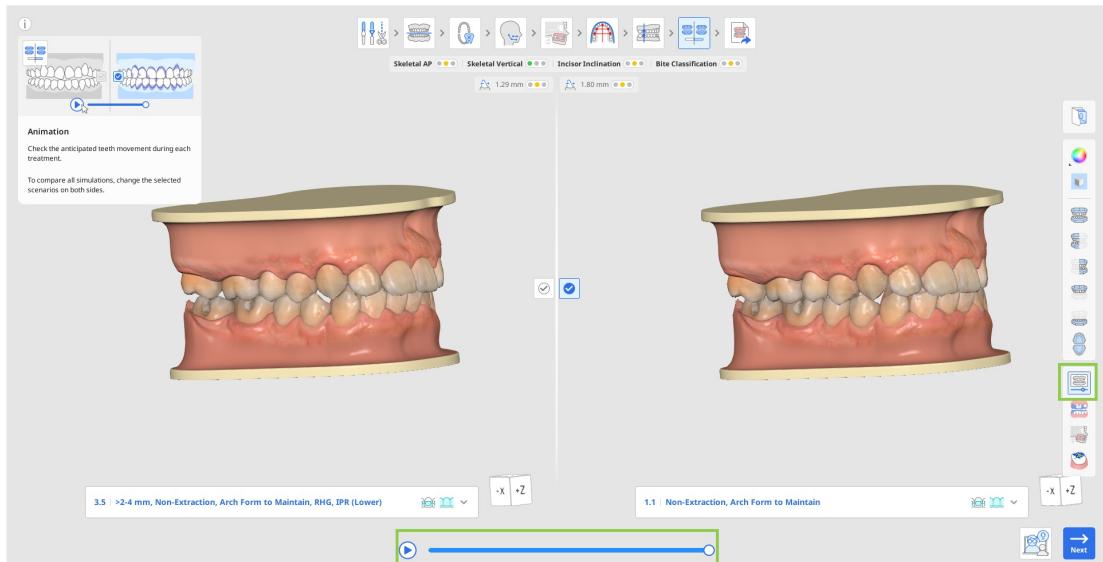 i
Skeletal AP | Skeletal Vertical | Incisor Inclination | Bite Classification
1.29 mm
1.80 mm
Animation
Check the anticipated teeth movement during each
treatment.
To compare all simulations, change the selected
scenarios on both sides.
3.5 | >2-4 mm, Non-Extraction, Arch Form to Maintain, RHG, IPR (Lower)
-X +Z
1.1 | Non-Extraction, Arch Form to Maintain
-X +Z
Next